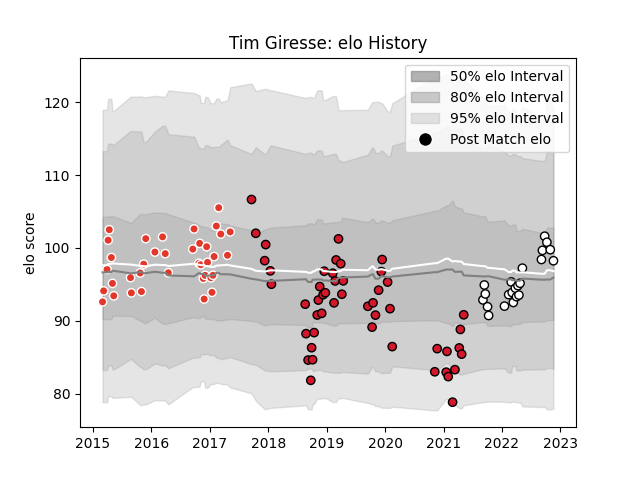 Tim Giresse: elo History
50% elo Interval
80% elo Interval
95% elo Interval
Post Match elo
elo score
120
110
100
90
80
2015 2016 2017 2018 2019 2020 2021 2022 2023